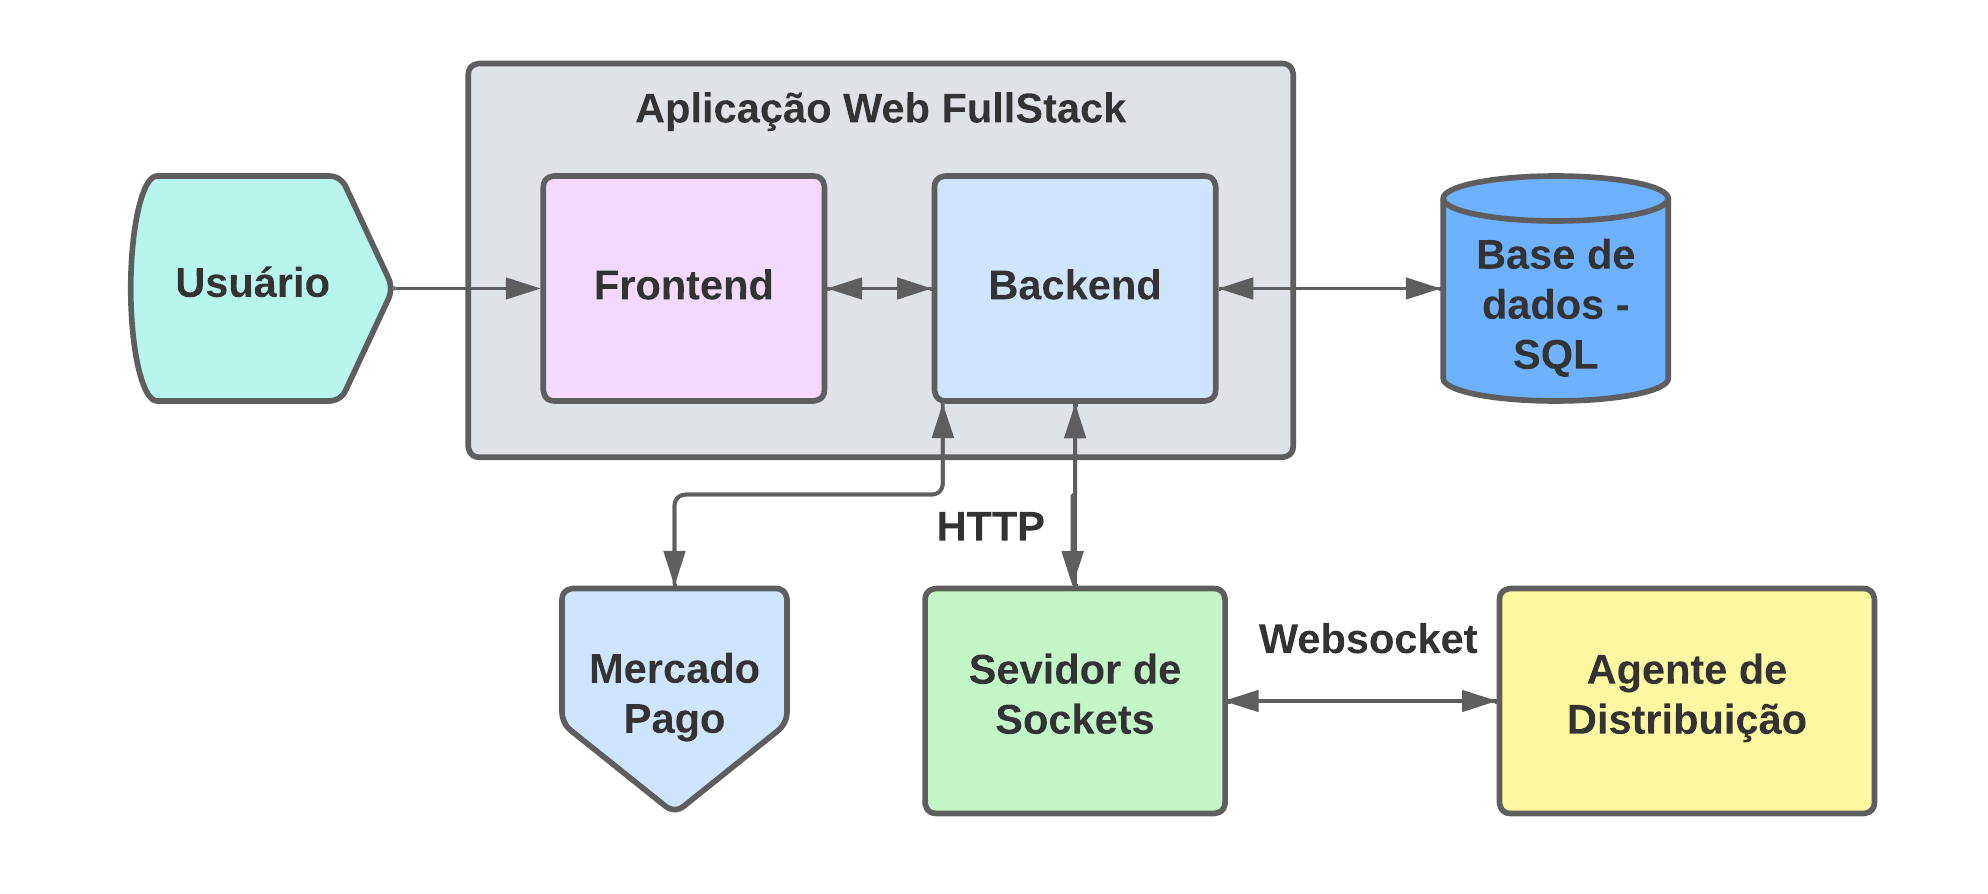 Aplicação Web FullStack
Usuário
Frontend
Backend
Base de
dados -
SQL
HTTP
Mercado
Pago
Sevidor de
Sockets
Websocket
Agente de
Distribuição